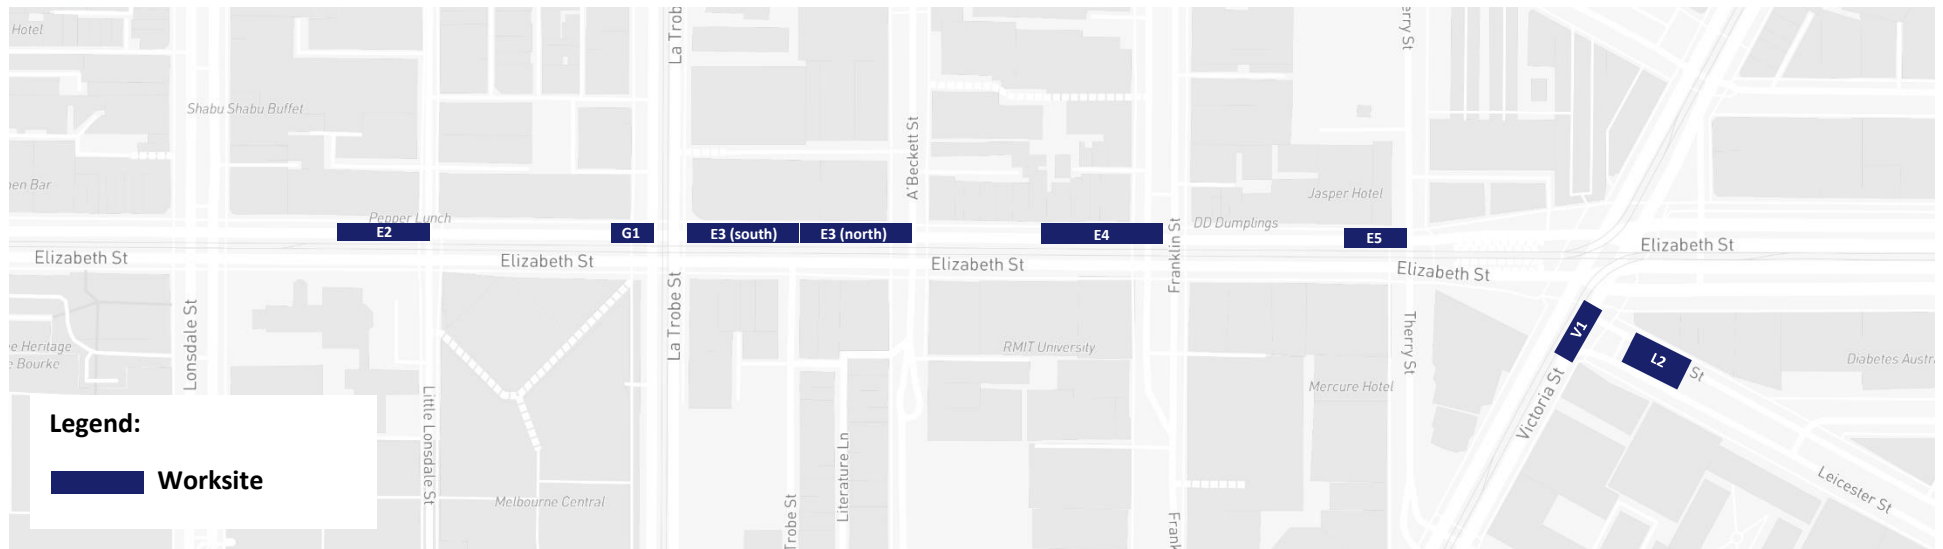 Hotel
La Trob
erry St
Shabu Shabu Buffet
A'Beckett St
en Bar
Jasper Hotel
Pepper Lunch
DD Dumplings
E2
G1
E3 (south)
E3 (north)
E4
E5
Franklin St
Elizabeth St
Elizabeth St
Elizabeth St
Elizabeth St
Elizabeth St
Lonsdale St
La Trobe St
Therry St
V1
L2
St
e Heritage
e Bourke
RMIT University
Mercure Hotel
Diabetes Austra
Victoria St
Little Lonsdale St
Literature Ln
Leicester St
Melbourne Central
Trobe St
Frank
Legend:
Worksite